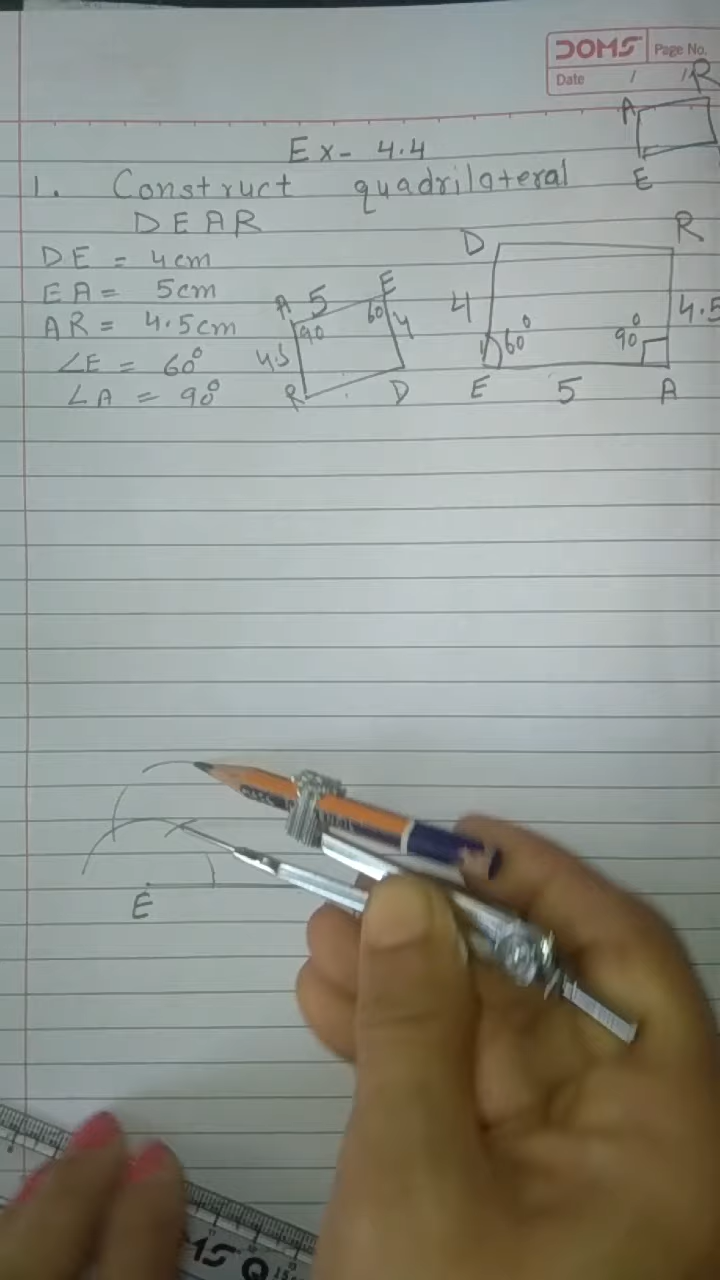 DOMS Page No.
Date / /
R
A
E
Ex- 4.4
1. Construct quadrilateral
DEAR
DE = 4cm
EA = 5cm
AR = 4.5cm
∠E = 60°
∠A = 90°
A 5 E
90 60 4
4.5
R D
D R
4 4.5
60° 90°
E 5 A
E